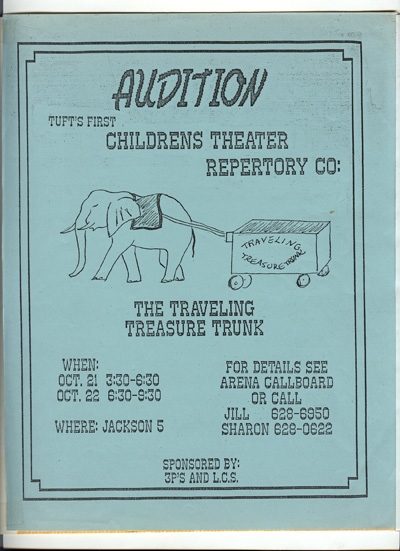 AUDITION
TUFT'S FIRST
CHILDRENS THEATER
REPERTORY CO:
TRAVELING
TREASURE TRUNK
THE TRAVELING
TREASURE TRUNK
WHEN:
OCT. 21 3:30-6:30
OCT. 22 6:30-9:30
WHERE: JACKSON 5
FOR DETAILS SEE
ARENA CALLBOARD
OR CALL
JILL 628-6950
SHARON 628-0622
SPONSORED BY:
3P'S AND L.C.S.